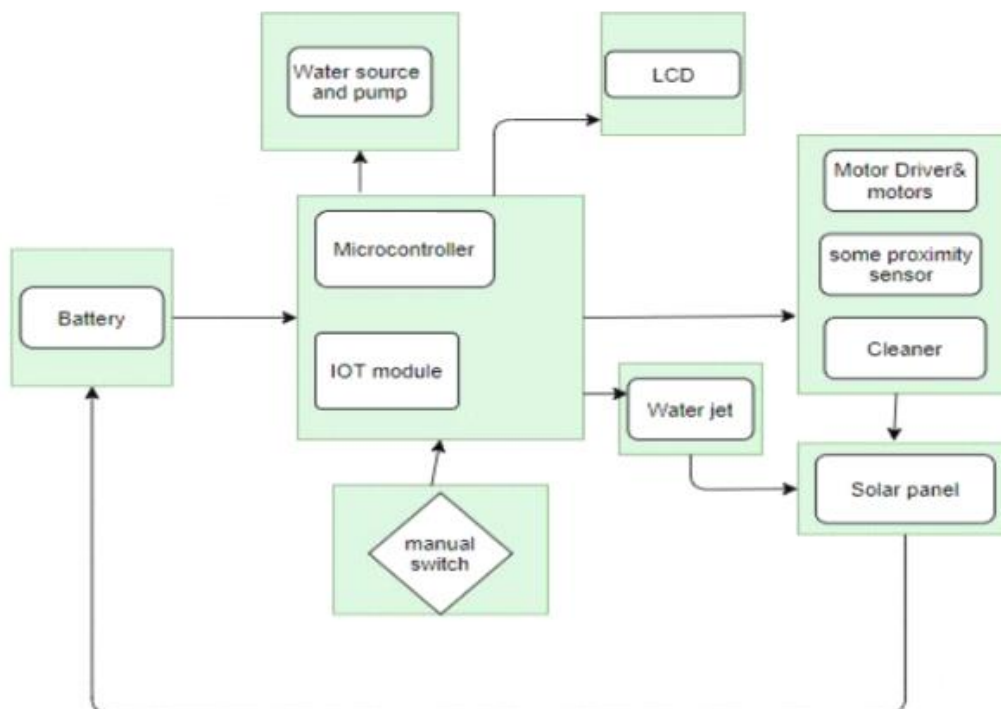 Water source
and pump
LCD
Motor Driver&
motors
Microcontroller
some proximity
sensor
Battery
Cleaner
IOT module
Water jet
Solar panel
manual
switch